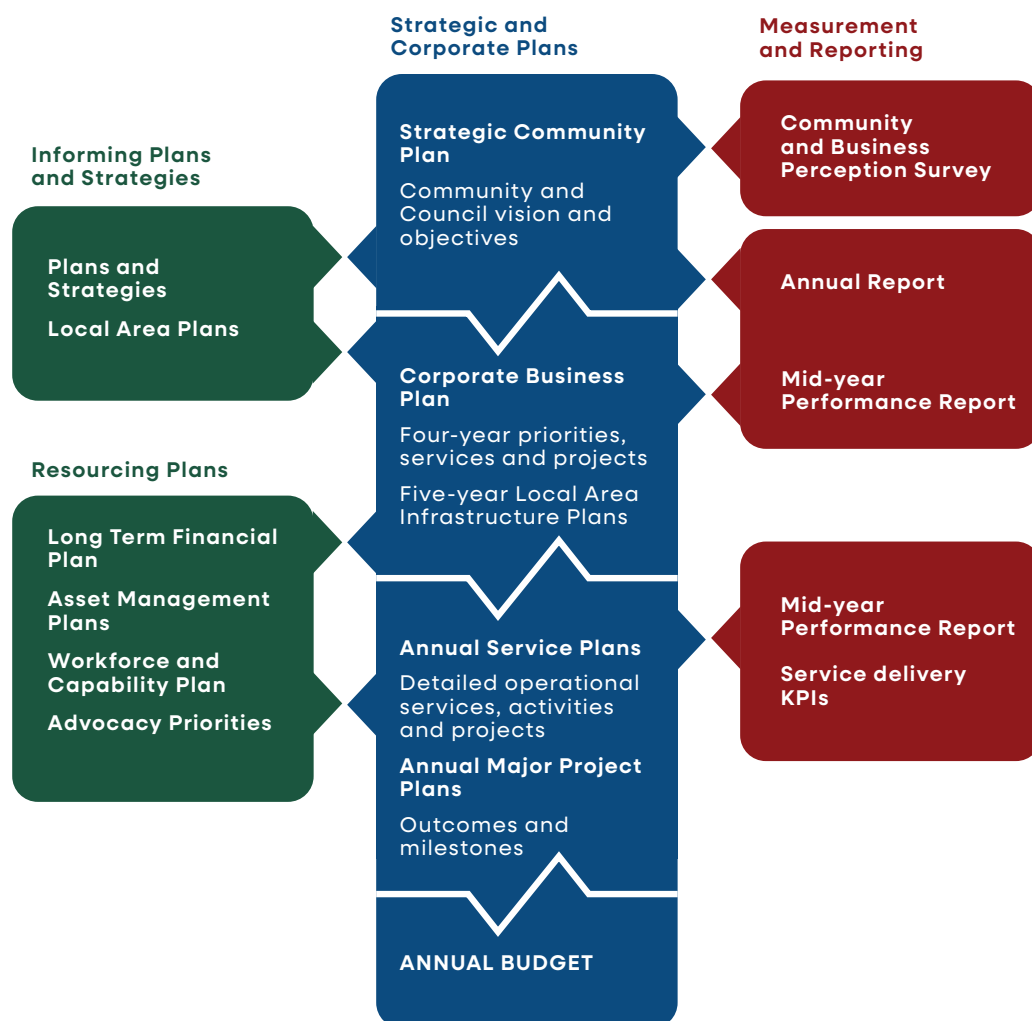 Informing Plans
and Strategies
Plans and
Strategies
Local Area Plans
Resourcing Plans
Long Term Financial
Plan
Asset Management
Plans
Workforce and
Capability Plan
Advocacy Priorities
Strategic and
Corporate Plans
Strategic Community
Plan
Community and
Council vision and
objectives
Corporate Business
Plan
Four-year priorities,
services and projects
Five-year Local Area
Infrastructure Plans
Annual Service Plans
Detailed operational
services, activities
and projects
Annual Major Project
Plans
Outcomes and
milestones
ANNUAL BUDGET
Measurement
and Reporting
Community
and Business
Perception Survey
Annual Report
Mid-year
Performance Report
Mid-year
Performance Report
Service delivery
KPIs